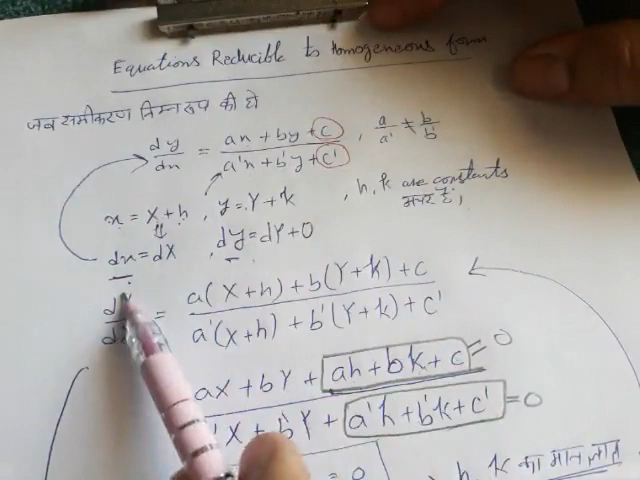 Equations Reducible to Homogeneous form
जब समीकरण निम्न रूप की हो
dy/dx = (ax + by + c)/(a'x + b'y + c') , a/a' ≠ b/b'
x = X + h , y = Y + k , h, k are constants
अचर है।
dx = dX , dy = dY + 0
= (a(X+h) + b(Y+k) + c)/(a'(X+h) + b'(Y+k) + c')
aX + bY + ah + bk + c = 0
X + b'Y + a'h + b'k + c' = 0
= 0
h, k का मान